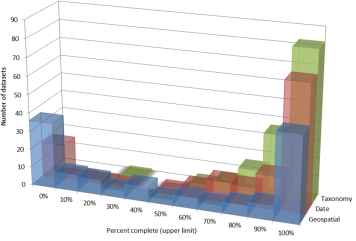 90
80
70
60
50
40
30
20
10
0
Number of datasets
0% 10% 20% 30% 40% 50% 60% 70% 80% 90% 100%
Percent complete (upper limit)
Taxonomy
Date
Geospatial